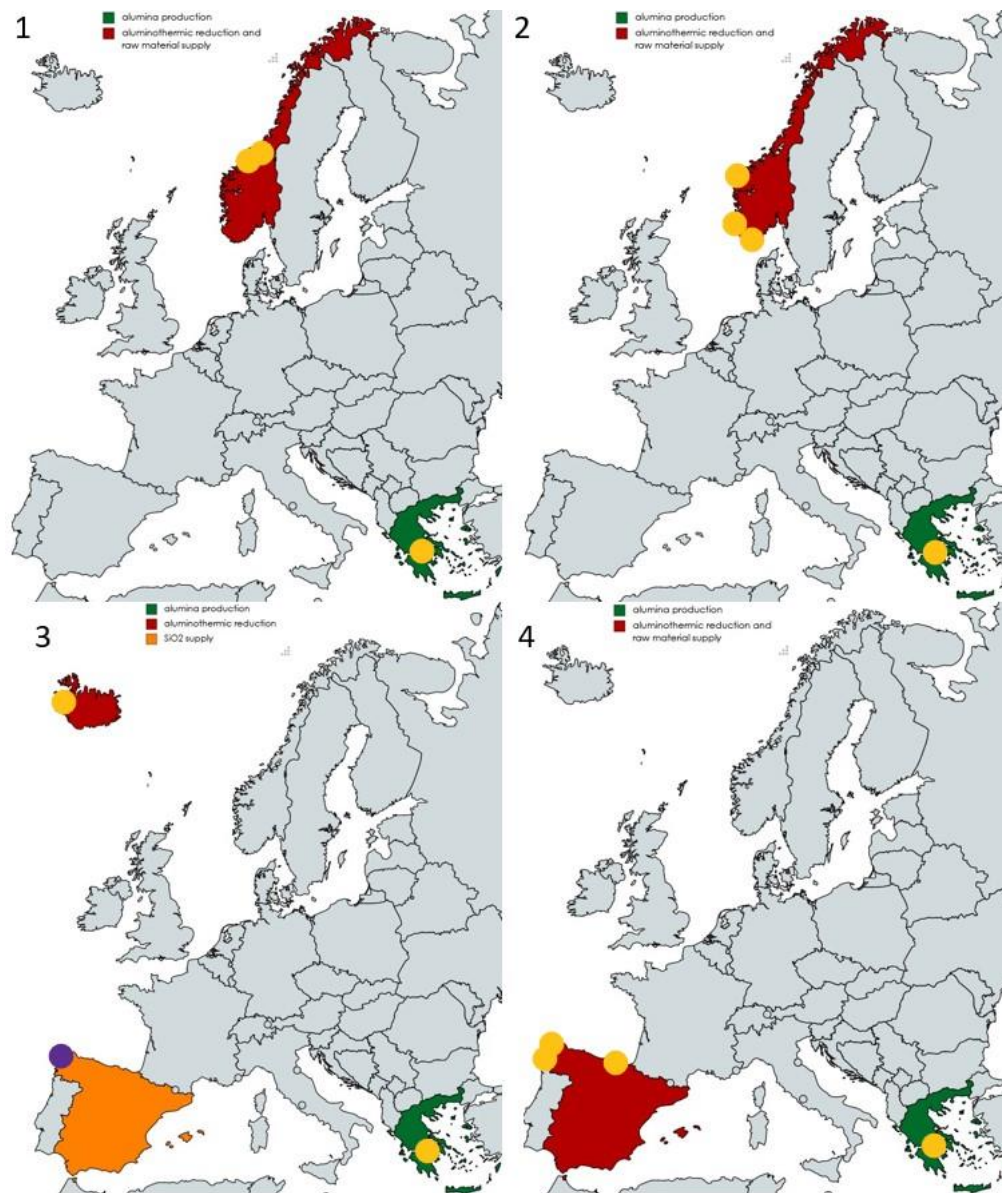 1
alumina production
aluminothermic reduction and
raw material supply
2
alumina production
aluminothermic reduction and
raw material supply
3
alumina production
aluminothermic reduction
SiO2 supply
4
alumina production
aluminothermic reduction and
raw material supply